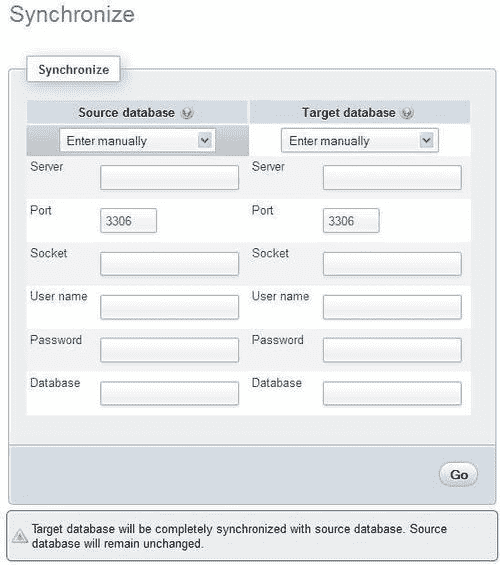 Synchronize
Synchronize
Source database Target database
Enter manually Enter manually
Server Server
Port 3306 Port 3306
Socket Socket
User name User name
Password Password
Database Database
Go
Target database will be completely synchronized with source database. Source
database will remain unchanged.